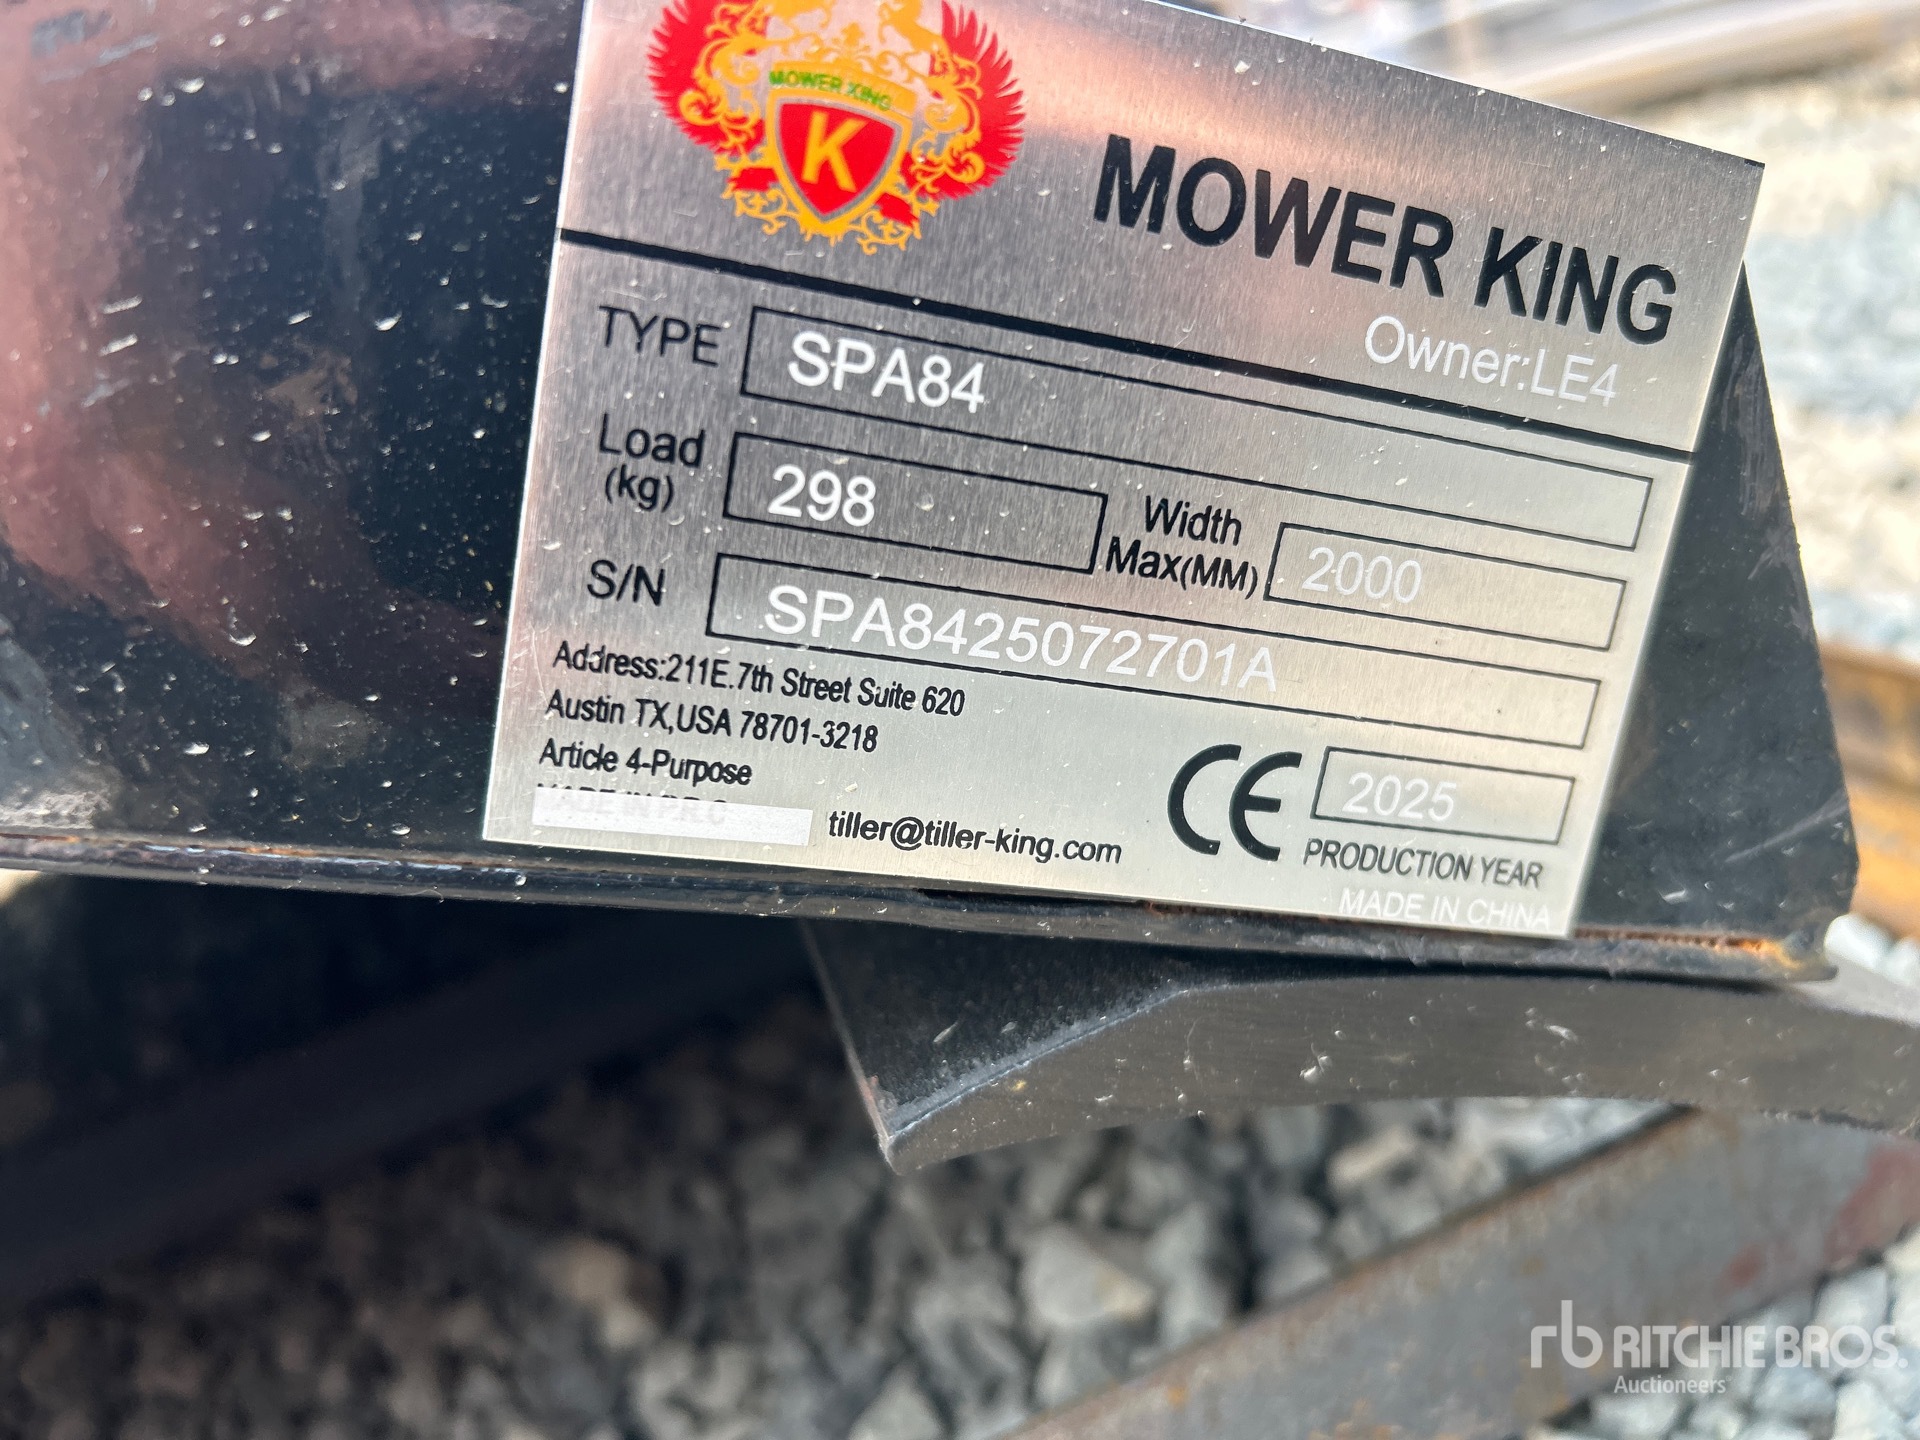 MOWER KING
K
MOWER KING
Owner:LE4
TYPE SPA84
Load (kg) 298
Width Max(MM) 2000
S/N SPA8425072701A
Address:211E.7th Street Suite 620
Austin TX,USA 78701-3218
Article 4-Purpose
tiller@tiller-king.com
CE 2025
PRODUCTION YEAR
MADE IN CHINA
rb RITCHIE BROS.
Auctioneers